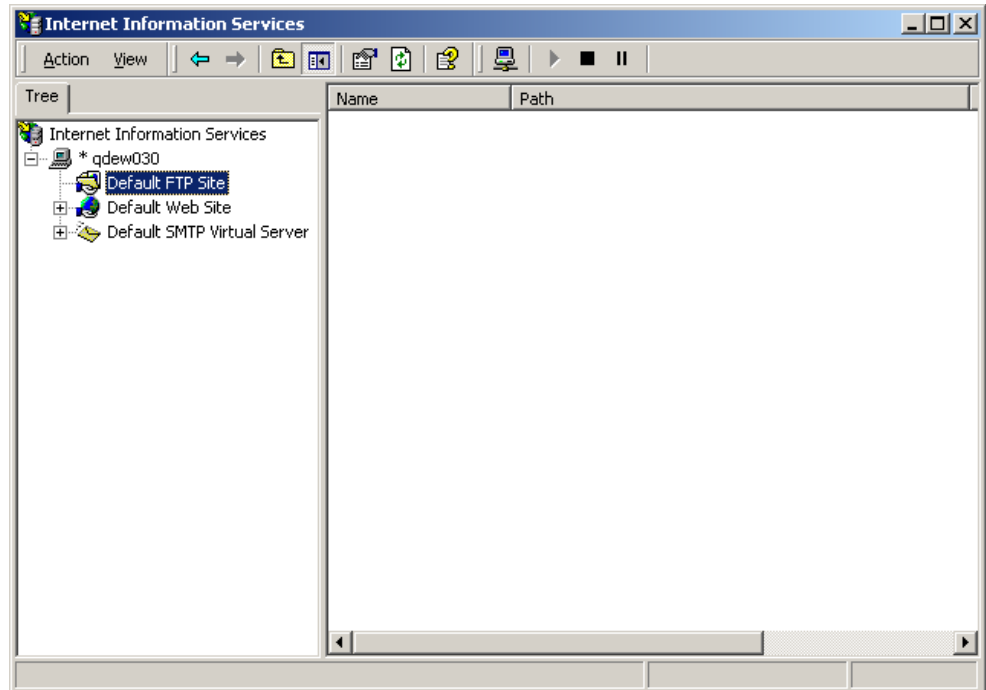 Internet Information Services
Action View
Tree
Name Path
Internet Information Services
* qdew030
Default FTP Site
Default Web Site
Default SMTP Virtual Server